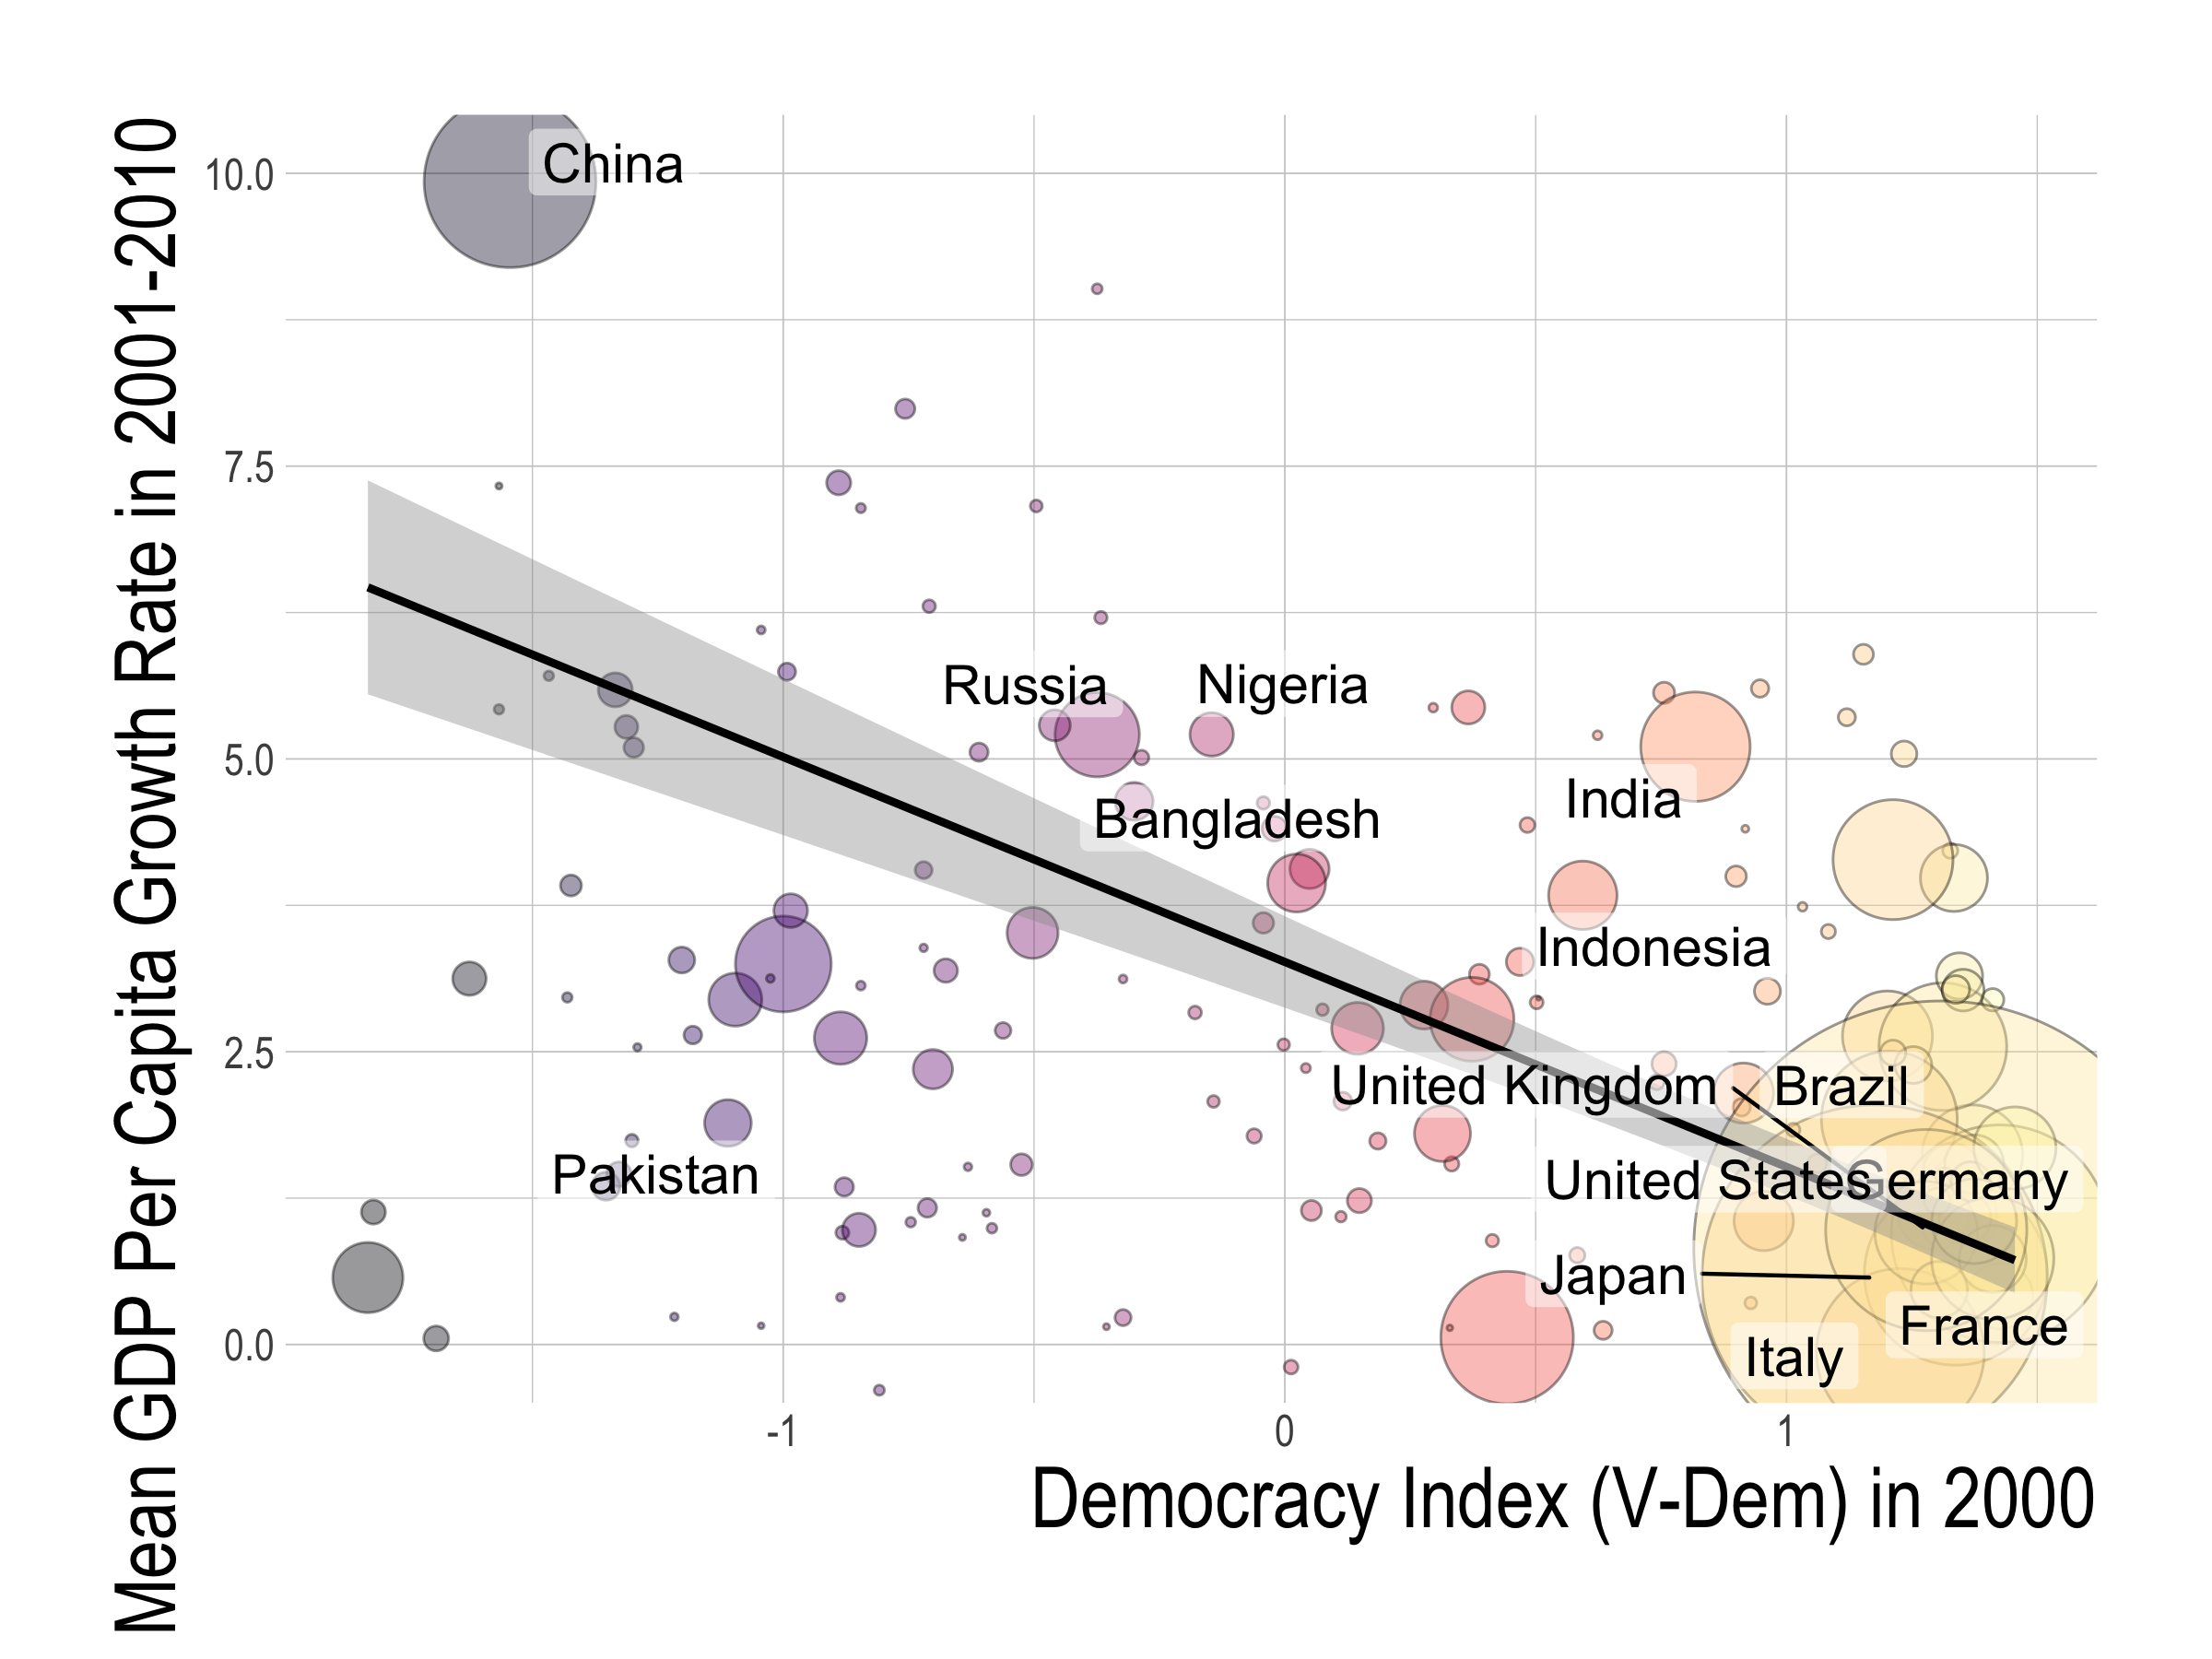 Mean GDP Per Capita Growth Rate in 2001-2010
10.0
7.5
5.0
2.5
0.0
China
Russia
Nigeria
India
Bangladesh
Indonesia
United Kingdom
Brazil
Pakistan
United States
Germany
Japan
France
Italy
-1
0
1
Democracy Index (V-Dem) in 2000